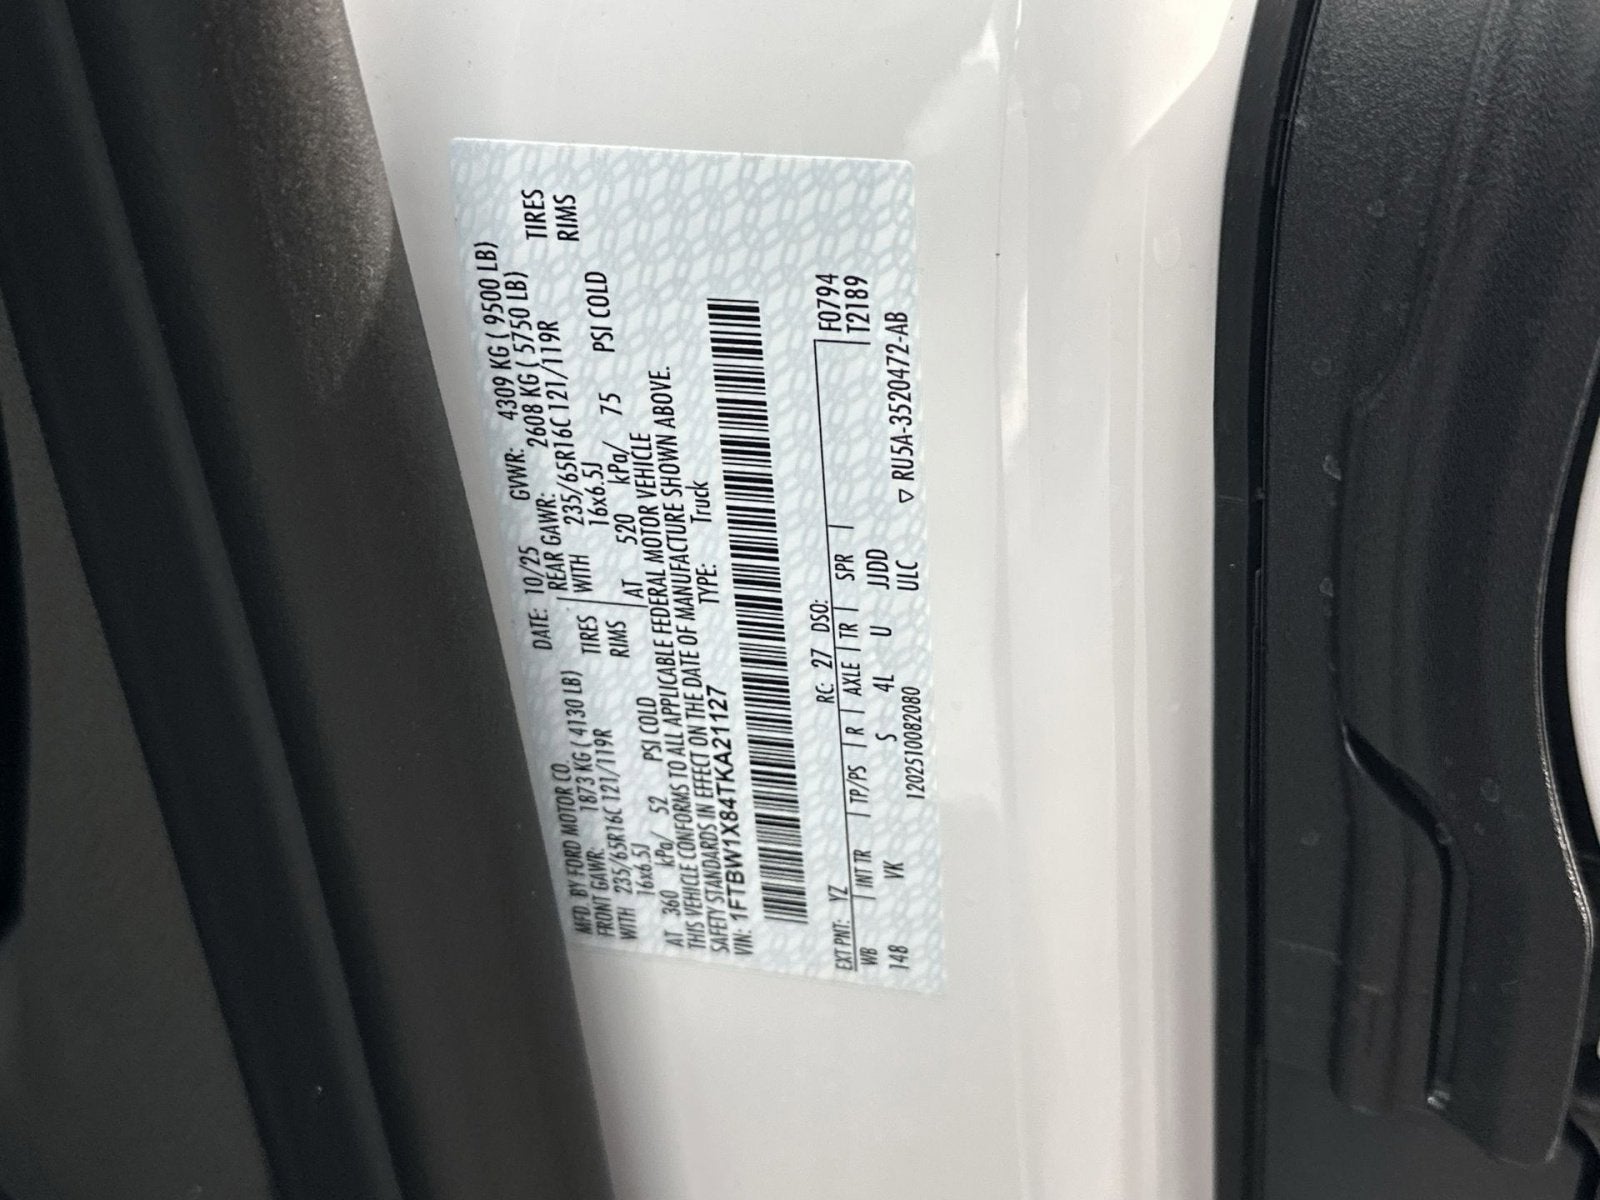 MFD. BY FORD MOTOR CO. DATE: 10/25 GVWR: 4309 KG ( 9500 LB)
FRONT GAWR: 1873 KG ( 4130 LB) REAR GAWR: 2608 KG ( 5750 LB)
WITH 235/65R16C 121/119R TIRES WITH 235/65R16C 121/119R TIRES
16x6.5J RIMS 16x6.5J RIMS
AT 360 kPa/ 52 PSI COLD AT 520 kPa/ 75 PSI COLD
THIS VEHICLE CONFORMS TO ALL APPLICABLE FEDERAL MOTOR VEHICLE
SAFETY STANDARDS IN EFFECT ON THE DATE OF MANUFACTURE SHOWN ABOVE.
VIN: 1FTBW1X84TKA21127 TYPE: Truck
EXT PNT: YZ RC: 27 DSO: F0794
WB INT TR TP/PS R AXLE TR SPR T2189
148 VK S 4L U JJDD
120251008208​0 ULC ▽ RU5A-3520472-AB